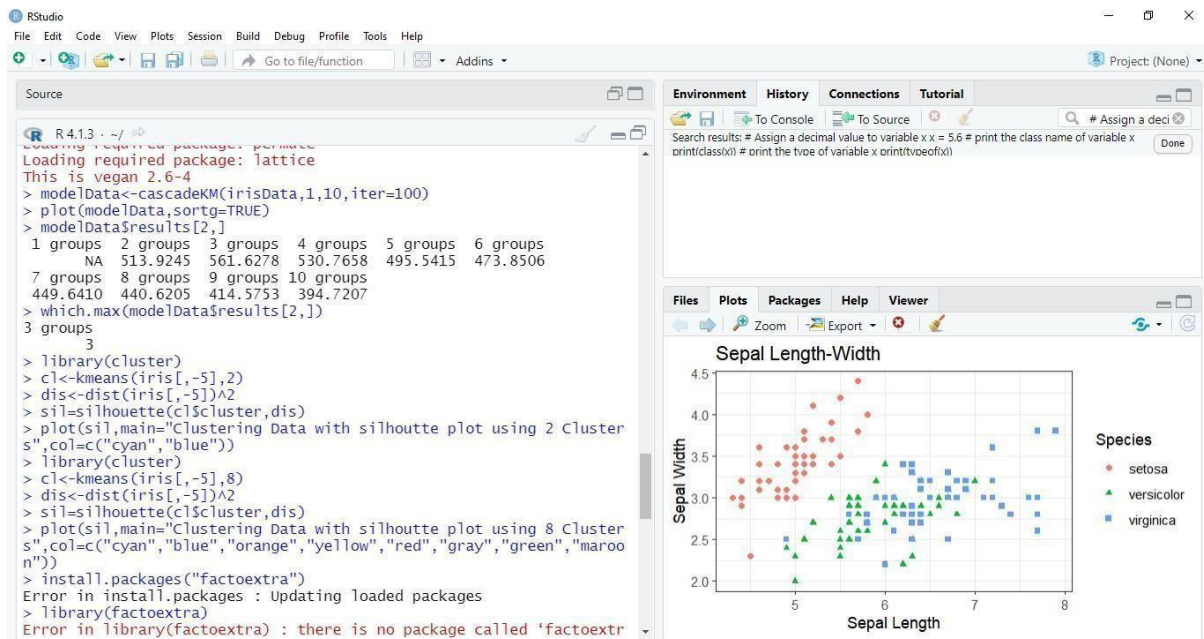 RStudio
File Edit Code View Plots Session Build Debug Profile Tools Help
Go to file/function
Addins
Project: (None)
Source
R 4.1.3 · ~/
Loading required package: permute
Loading required package: lattice
This is vegan 2.6-4
> modelData<-cascadeKM(irisData,1,10,iter=100)
> plot(modelData,sortg=TRUE)
> modelData$results[2,]
1 groups 2 groups 3 groups 4 groups 5 groups 6 groups
NA 513.9245 561.6278 530.7658 495.5415 473.8506
7 groups 8 groups 9 groups 10 groups
449.6410 440.6205 414.5753 394.7207
> which.max(modelData$results[2,])
3 groups
3
> library(cluster)
> cl<-kmeans(iris[,-5],2)
> dis<-dist(iris[,-5])^2
> sil=silhouette(cl$cluster,dis)
> plot(sil,main="Clustering Data with silhoutte plot using 2 Cluster
s",col=c("cyan","blue"))
> library(cluster)
> cl<-kmeans(iris[,-5],8)
> dis<-dist(iris[,-5])^2
> sil=silhouette(cl$cluster,dis)
> plot(sil,main="Clustering Data with silhoutte plot using 8 Cluster
s",col=c("cyan","blue","orange","yellow","red","gray","green","maroo
n"))
> install.packages("factoextra")
Error in install.packages : Updating loaded packages
> library(factoextra)
Error in library(factoextra) : there is no package called ‘factoextr
Environment History Connections Tutorial
To Console To Source # Assign a deci
Search results: # Assign a decimal value to variable x x = 5.6 # print the class name of variable x
print(class(x)) # print the type of variable x print(typeof(x))
Done
Files Plots Packages Help Viewer
Zoom Export
Sepal Length-Width
4.5
4.0
3.5
3.0
2.5
2.0
Sepal Width
5 6 7 8
Sepal Length
Species
setosa
versicolor
virginica